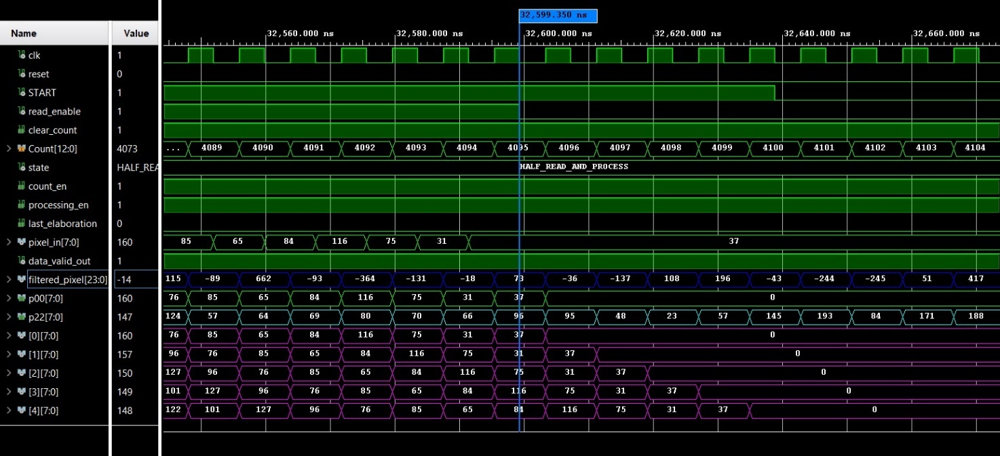 32,599.350 ns
Name Value 32,560.000 ns 32,580.000 ns 32,600.000 ns 32,620.000 ns 32,640.000 ns 32,660.000 ns
clk 1
reset 0
START 1
read_enable 1
clear_count 1
Count[12:0] 4073 ... 4089 4090 4091 4092 4093 4094 4095 4096 4097 4098 4099 4100 4101 4102 4103 4104
state HALF_REA HALF_READ_AND_PROCESS
count_en 1
processing_en 1
last_elaboration 0
pixel_in[7:0] 160 85 65 84 116 75 31 37
data_valid_out 1
filtered_pixel[23:0] -14 115 -89 662 -93 -364 -131 -18 73 -36 -137 108 196 -43 -244 -245 51 417
p00[7:0] 160 76 85 65 84 116 75 31 37 0
p22[7:0] 147 124 57 64 69 80 70 66 96 95 48 23 57 145 193 84 171 188
[0][7:0] 160 76 85 65 84 116 75 31 37 0
[1][7:0] 157 96 76 85 65 84 116 75 31 37 0
[2][7:0] 150 127 96 76 85 65 84 116 75 31 37 0
[3][7:0] 149 101 127 96 76 85 65 84 116 75 31 37 0
[4][7:0] 148 122 101 127 96 76 85 65 84 116 75 31 37 0